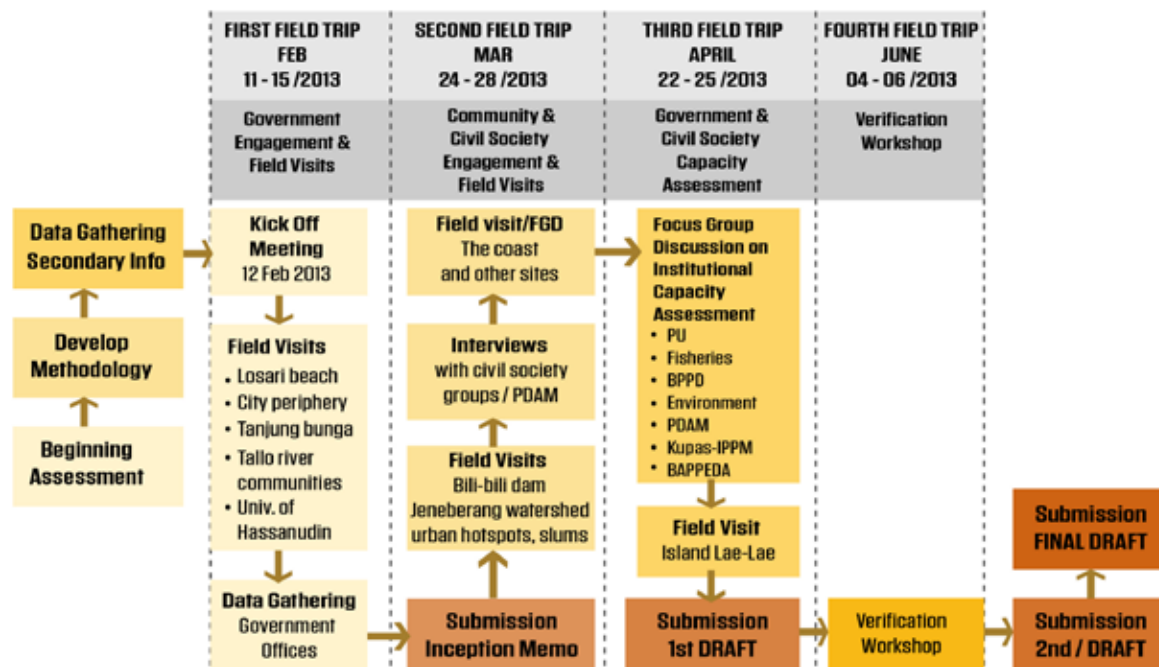 FIRST FIELD TRIP
FEB
11 - 15 /2013
SECOND FIELD TRIP
MAR
24 - 28 /2013
THIRD FIELD TRIP
APRIL
22 - 25 /2013
FOURTH FIELD TRIP
JUNE
04 - 06 /2013
Government
Engagement &
Field Visits
Community &
Civil Society
Engagement &
Field Visits
Government &
Civil Society
Capacity
Assessment
Verification
Workshop
Data Gathering
Secondary Info
Develop
Methodology
Beginning
Assessment
Kick Off
Meeting
12 Feb 2013
Field Visits
• Losari beach
• City periphery
• Tanjung bunga
• Tallo river
communities
• Univ. of
Hassanudin
Data Gathering
Government
Offices
Field visit/FGD
The coast
and other sites
Interviews
with civil society
groups / PDAM
Field Visits
Bili-bili dam
Jeneberang watershed
urban hotspots, slums
Submission
Inception Memo
Focus Group
Discussion on
Institutional
Capacity
Assessment
• PU
• Fisheries
• BPPD
• Environment
• PDAM
• Kupas-IPPM
• BAPPEDA
Field Visit
Island Lae-Lae
Submission
1st DRAFT
Verification
Workshop
Submission
FINAL DRAFT
Submission
2nd / DRAFT